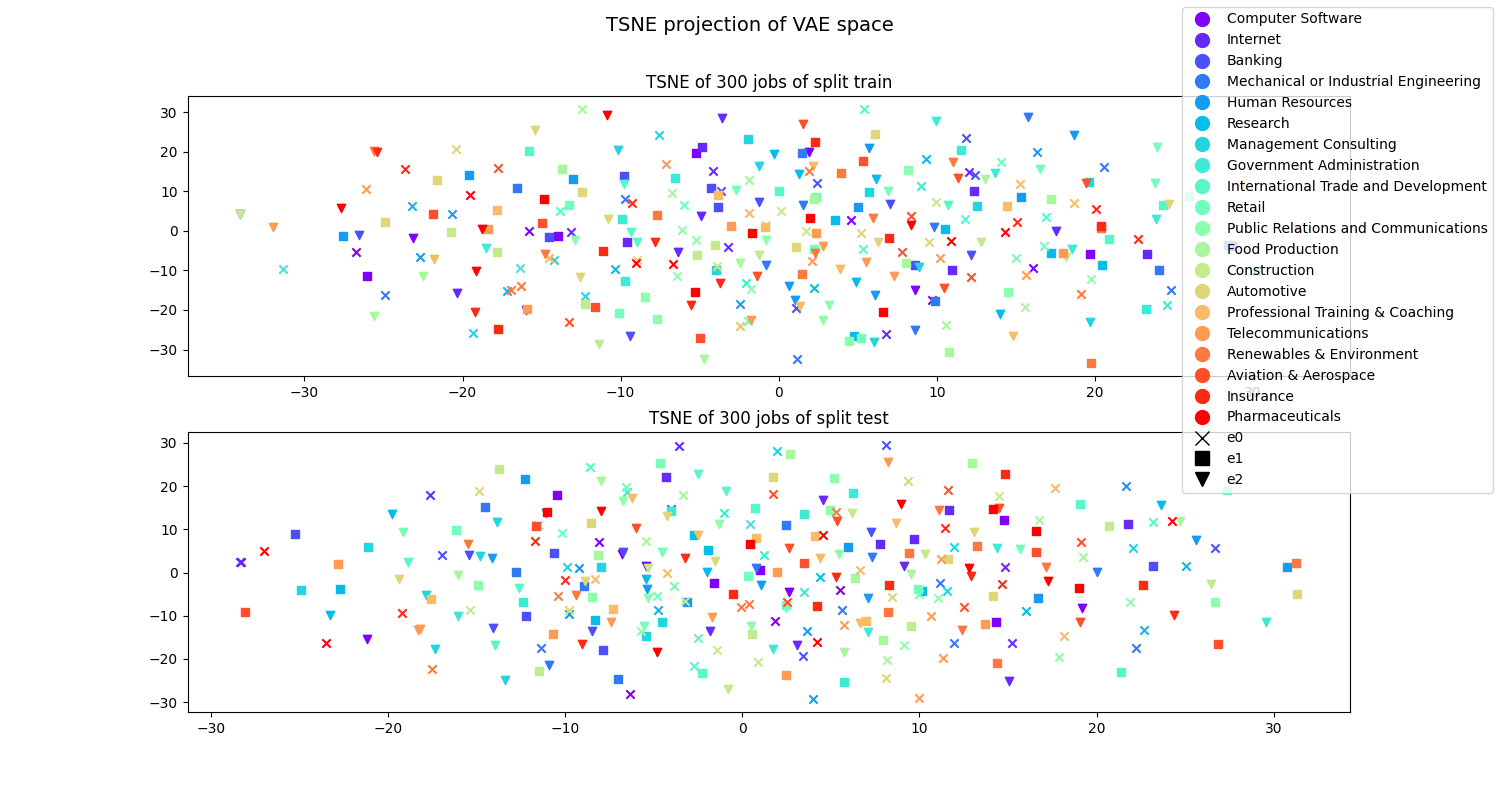 TSNE projection of VAE space
TSNE of 300 jobs of split train
30
20
10
0
−10
−20
−30
−30
−20
−10
0
10
20
30
TSNE of 300 jobs of split test
30
20
10
0
−10
−20
−30
−30
−20
−10
0
10
20
30
Computer Software
Internet
Banking
Mechanical or Industrial Engineering
Human Resources
Research
Management Consulting
Government Administration
International Trade and Development
Retail
Public Relations and Communications
Food Production
Construction
Automotive
Professional Training & Coaching
Telecommunications
Renewables & Environment
Aviation & Aerospace
Insurance
Pharmaceuticals
e0
e1
e2